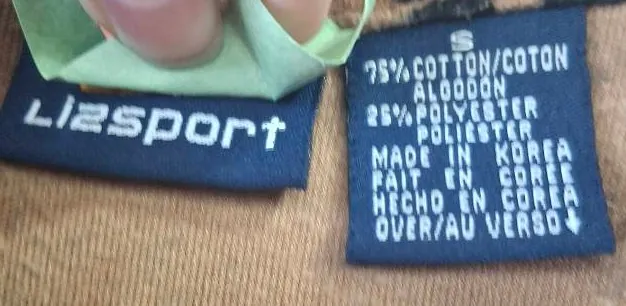 Lizsport
S
75% COTTON/COTON
ALGODON
25% POLYESTER
POLIESTER
MADE IN KOREA
FAIT EN COREE
HECHO EN COREA
OVER/AU VERSO↓